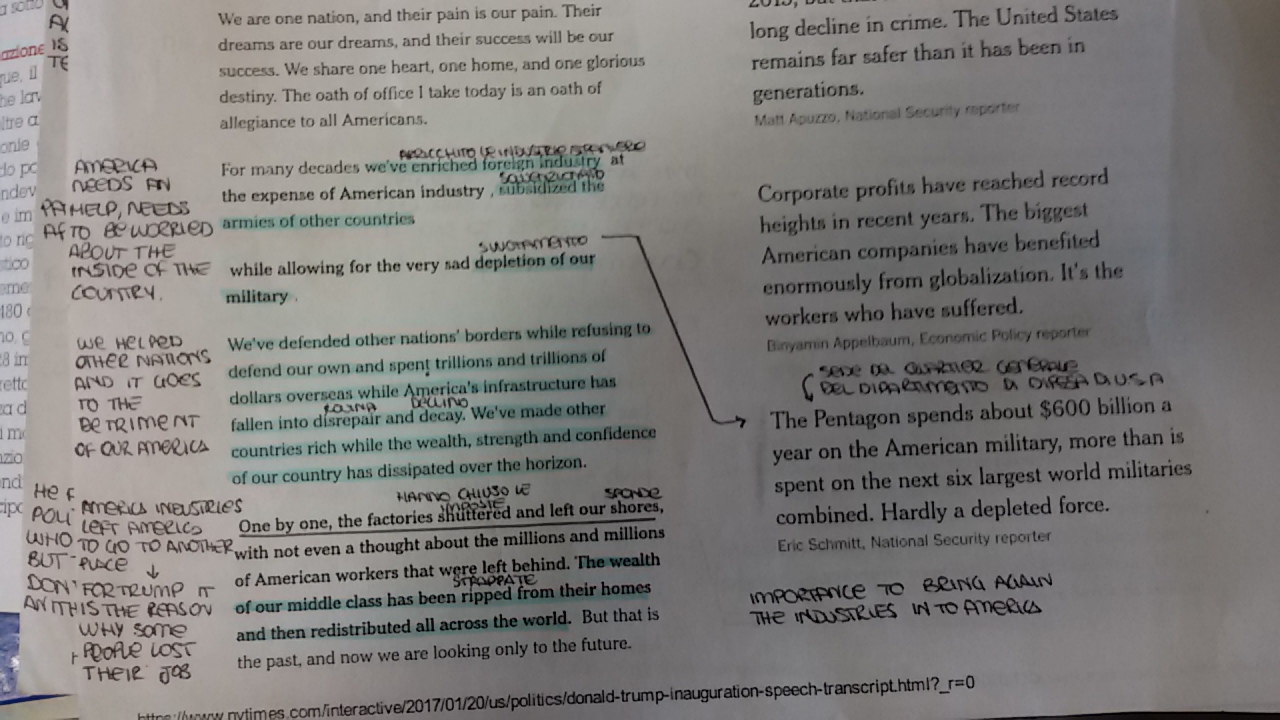 We are one nation, and their pain is our pain. Their
dreams are our dreams, and their success will be our
success. We share one heart, one home, and one glorious
destiny. The oath of office I take today is an oath of
allegiance to all Americans.
ARRICCHITO LE INDUSTRIE STRANIERE
For many decades we've enriched foreign industry at
SOVVENZIONATO
the expense of American industry , subsidized the
armies of other countries
SVUOTAMENTO
while allowing for the very sad depletion of our
military .
We've defended other nations' borders while refusing to
defend our own and spent trillions and trillions of
dollars overseas while America's infrastructure has
ROVINA DECLINO
fallen into disrepair and decay. We've made other
countries rich while the wealth, strength and confidence
of our country has dissipated over the horizon.
HANNO CHIUSO LE IMPOSTE SPONDE
One by one, the factories shuttered and left our shores,
with not even a thought about the millions and millions
of American workers that were left behind. The wealth
STRAPPATE
of our middle class has been ripped from their homes
and then redistributed all across the world. But that is
the past, and now we are looking only to the future.
AMERICA
NEEDS AN
HELP, NEEDS
TO BE WORRIED
ABOUT THE
INSIDE OF THE
COUNTRY.
WE HELPED
OTHER NATIONS
AND IT GOES
TO THE
DETRIMENT
OF OUR AMERICA
AMERICA INDUSTRIES
LEFT AMERICA
TO GO TO ANOTHER
PLACE
FOR TRUMP IT
IS THE REASON
WHY SOME
PEOPLE LOST
THEIR JOB
long decline in crime. The United States
remains far safer than it has been in
generations.
Matt Apuzzo, National Security reporter
Corporate profits have reached record
heights in recent years. The biggest
American companies have benefited
enormously from globalization. It's the
workers who have suffered.
Binyamin Appelbaum, Economic Policy reporter
SEDE DEL QUARTIER GENERALE
DEL DIPARTIMENTO DI DIFESA DI USA
The Pentagon spends about $600 billion a
year on the American military, more than is
spent on the next six largest world militaries
combined. Hardly a depleted force.
Eric Schmitt, National Security reporter
IMPORTANCE TO BRING AGAIN
THE INDUSTRIES IN TO AMERICA
https://www.nytimes.com/interactive/2017/01/20/us/politics/donald-trump-inauguration-speech-transcript.html?_r=0